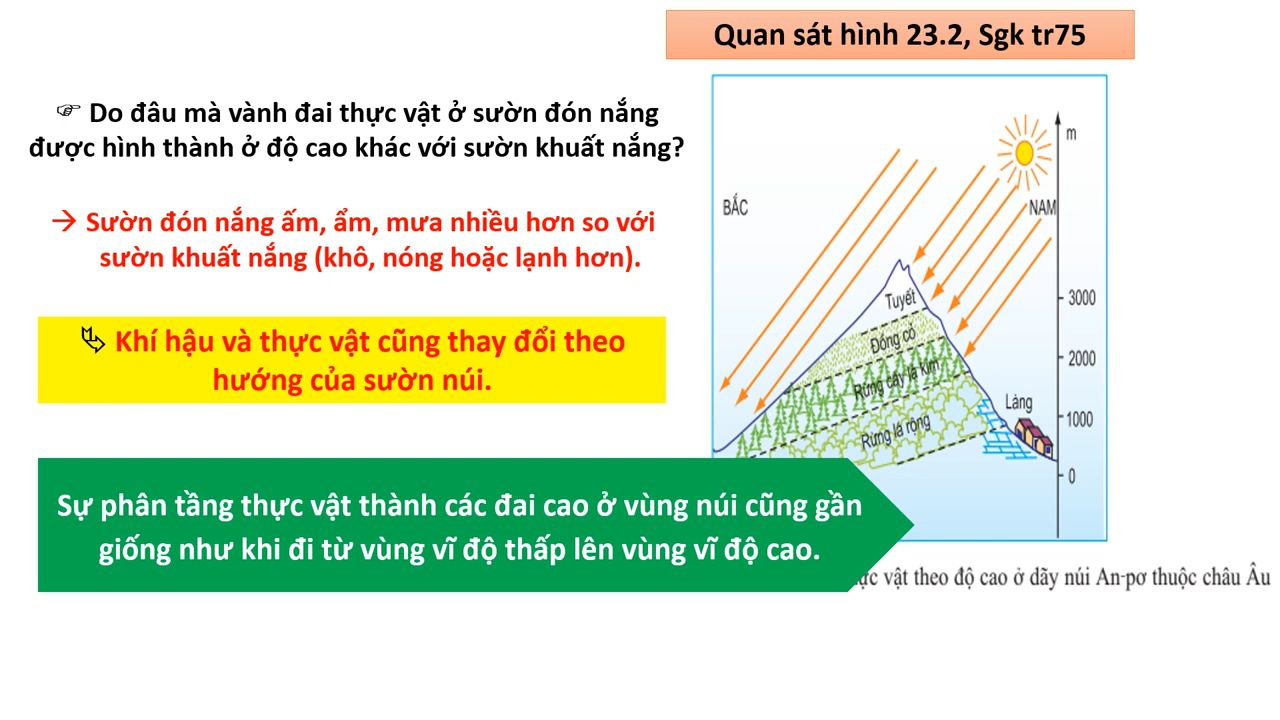 Quan sát hình 23.2, Sgk tr75
☞ Do đâu mà vành đai thực vật ở sườn đón nắng
được hình thành ở độ cao khác với sườn khuất nắng?
→ Sườn đón nắng ấm, ẩm, mưa nhiều hơn so với
sườn khuất nắng (khô, nóng hoặc lạnh hơn).
Khí hậu và thực vật cũng thay đổi theo
hướng của sườn núi.
Sự phân tầng thực vật thành các đai cao ở vùng núi cũng gần
giống như khi đi từ vùng vĩ độ thấp lên vùng vĩ độ cao.
m
BẮC
NAM
3000
Tuyết
Đồng cỏ
2000
Rừng cây lá kim
Làng
1000
Rừng lá rộng
0
vật theo độ cao ở dãy núi An-pơ thuộc châu Âu